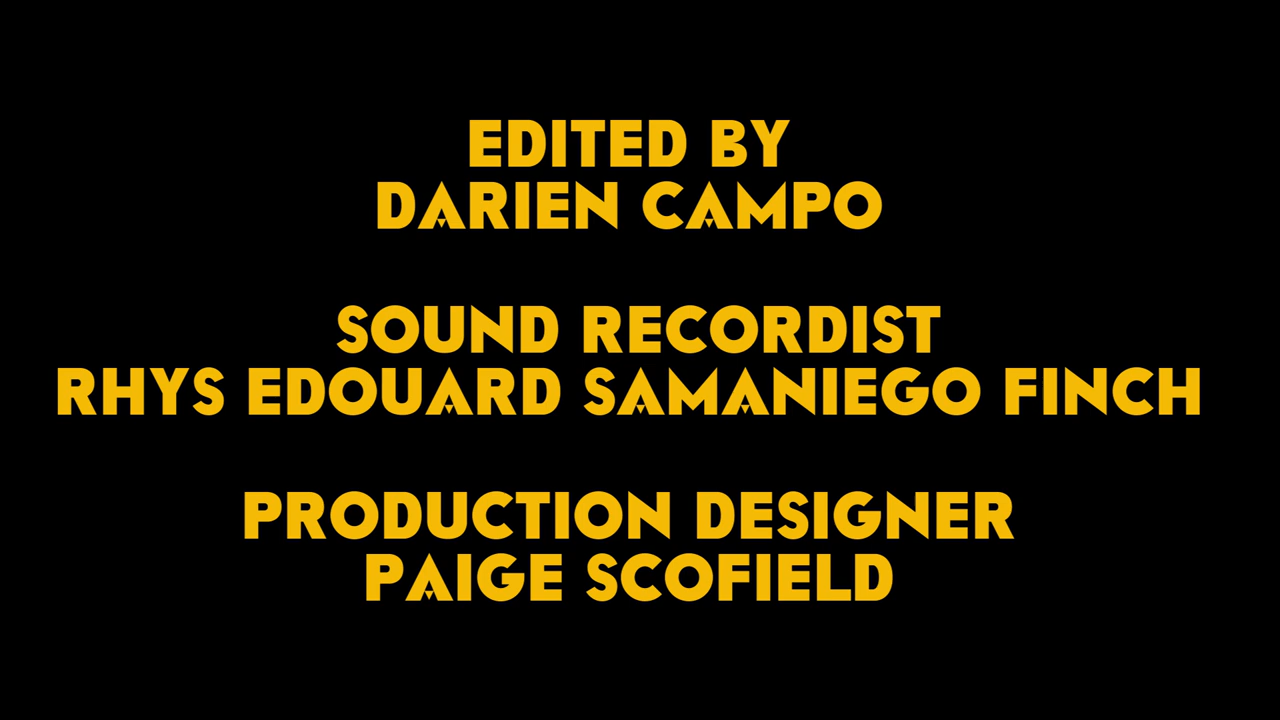 EDITED BY
DARIEN CAMPO
SOUND RECORDIST
RHYS EDOUARD SAMANIEGO FINCH
PRODUCTION DESIGNER
PAIGE SCOFIELD